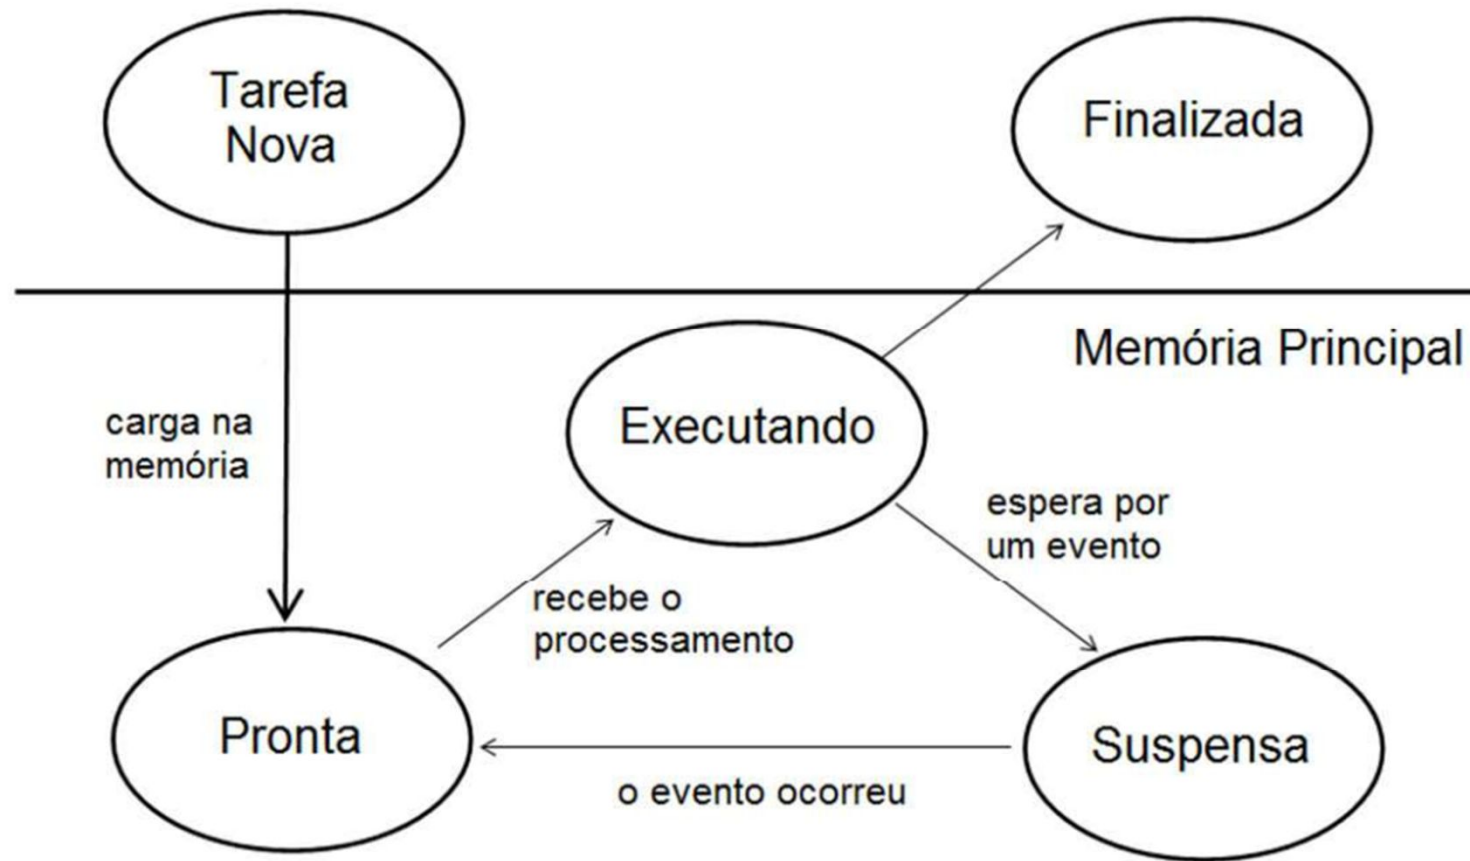 Tarefa
Nova
Finalizada
Memória Principal
carga na
memória
Executando
espera por
um evento
recebe o
processamento
Pronta
Suspensa
o evento ocorreu